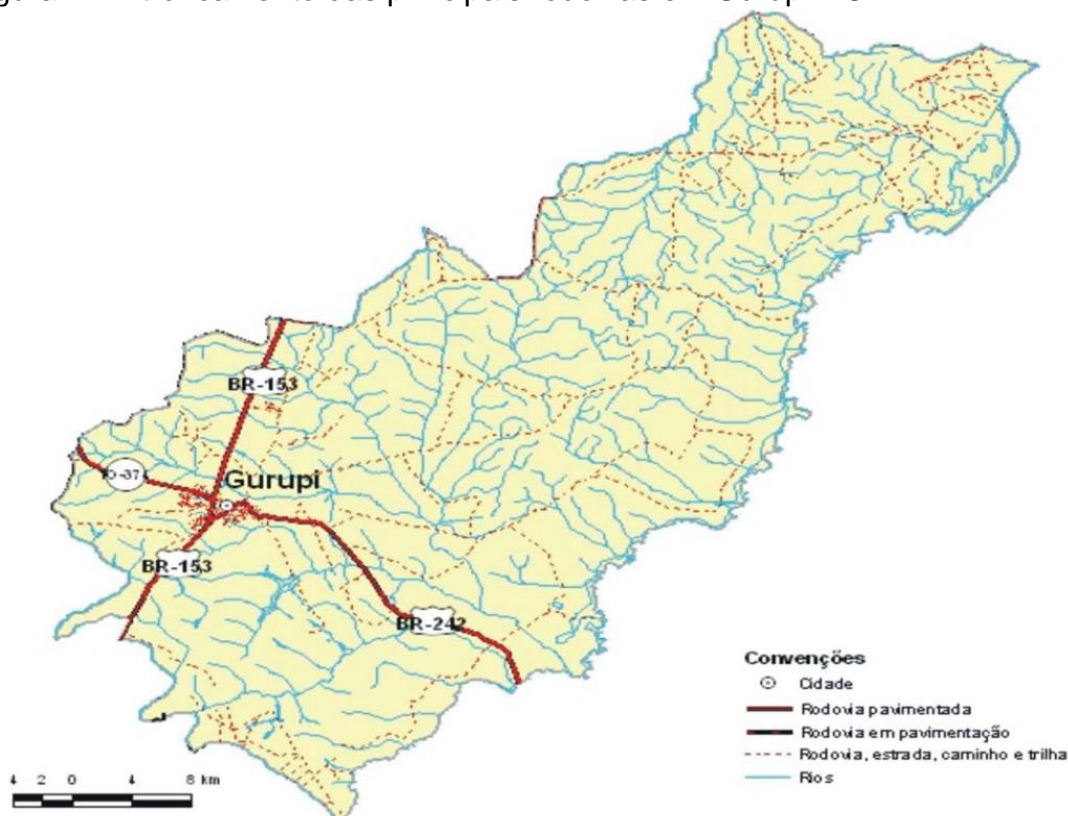 BR-153
Gurupi
BR-153
BR-242
Convenções
Cidade
Rodovia pavimentada
Rodovia em pavimentação
Rodovia, estrada, caminho e trilha
Rios
4 2 0 4 8 km